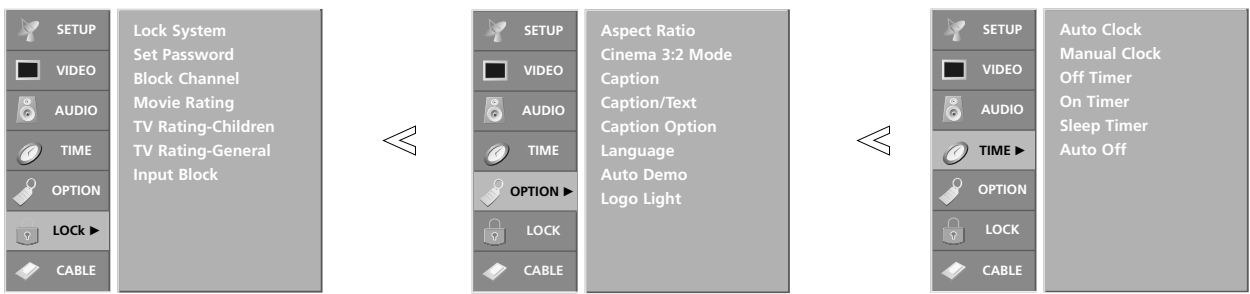 SETUP
VIDEO
AUDIO
TIME
OPTION
LOCk ►
CABLE
Lock System
Set Password
Block Channel
Movie Rating
TV Rating-Children
TV Rating-General
Input Block
SETUP
VIDEO
AUDIO
TIME
OPTION ►
LOCK
CABLE
Aspect Ratio
Cinema 3:2 Mode
Caption
Caption/Text
Caption Option
Language
Auto Demo
Logo Light
SETUP
VIDEO
AUDIO
TIME ►
OPTION
LOCK
CABLE
Auto Clock
Manual Clock
Off Timer
On Timer
Sleep Timer
Auto Off